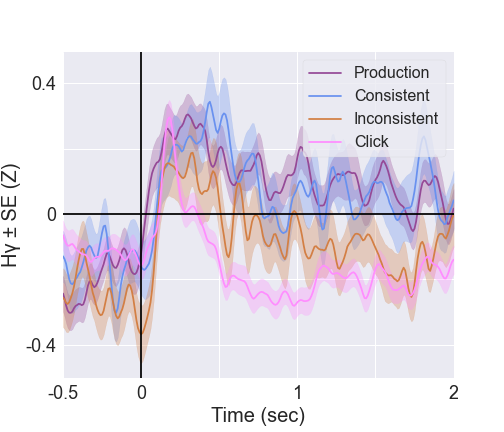 Production
Consistent
Inconsistent
Click
0.4
0
-0.4
Hγ ± SE (Z)
-0.5
0
1
2
Time (sec)